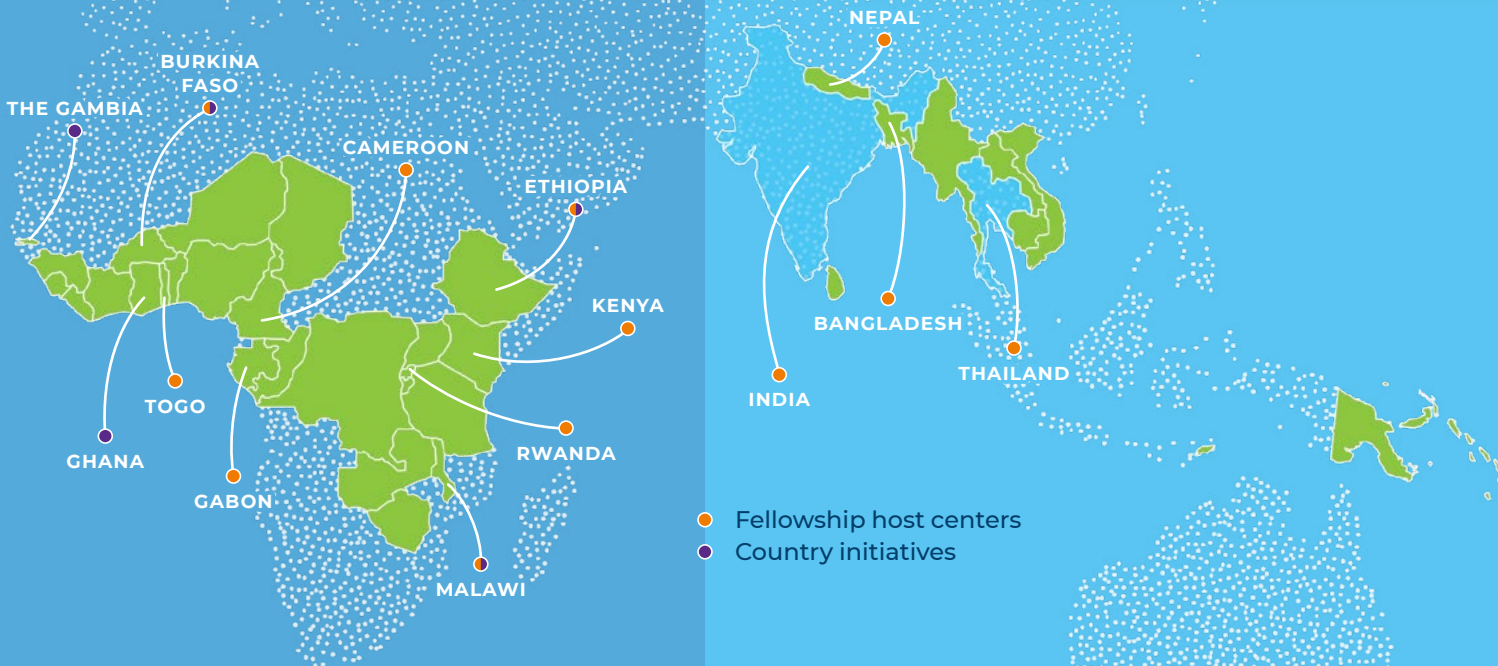 NEPAL
BURKINA
FASO
THE GAMBIA
CAMEROON
ETHIOPIA
KENYA
BANGLADESH
THAILAND
INDIA
TOGO
GHANA
RWANDA
GABON
Fellowship host centers
Country initiatives
MALAWI